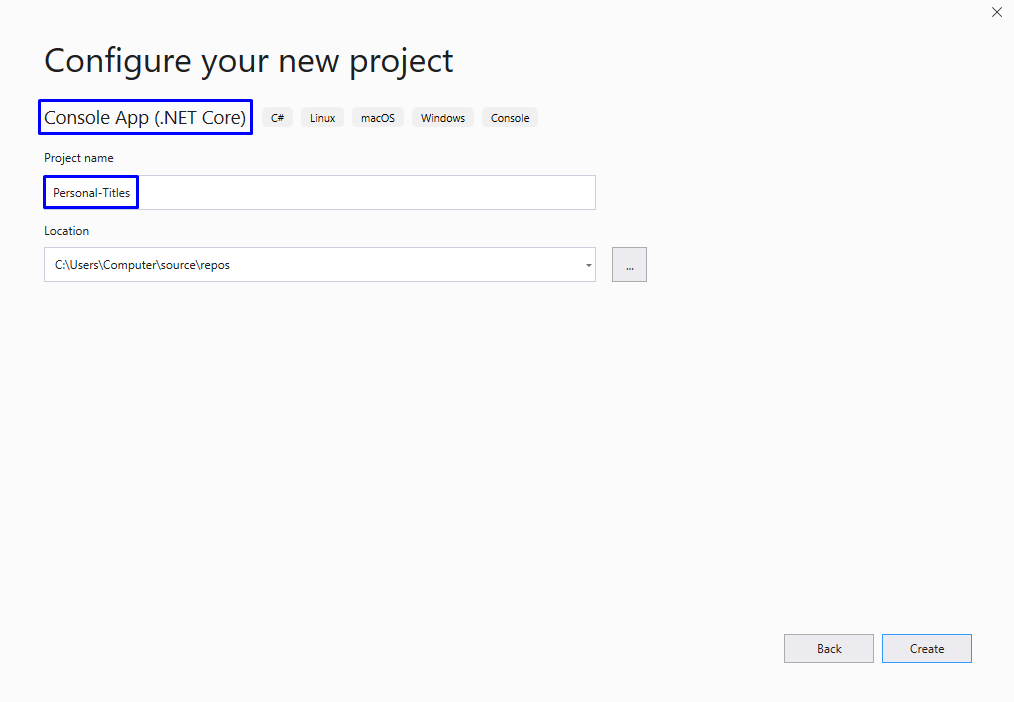 Configure your new project
Console App (.NET Core) C# Linux macOS Windows Console
Project name
Personal-Titles
Location
C:\Users\Computer\source\repos ...
Back Create